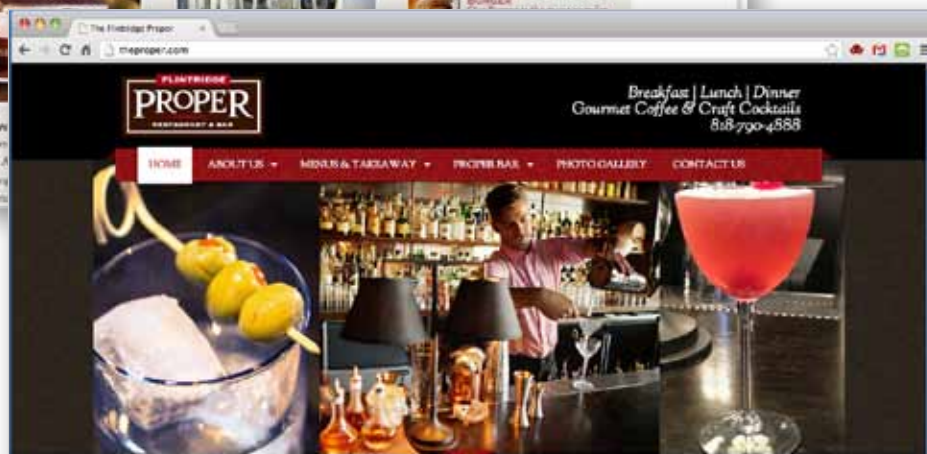 BURGER
The Flintridge Proper
theproper.com
FLINTRIDGE
PROPER
RESTAURANT & BAR
Breakfast | Lunch | Dinner
Gourmet Coffee & Craft Cocktails
818-790-4888
HOME ABOUT US MENUS & TAKEAWAY PROPER BAR PHOTO GALLERY CONTACT US